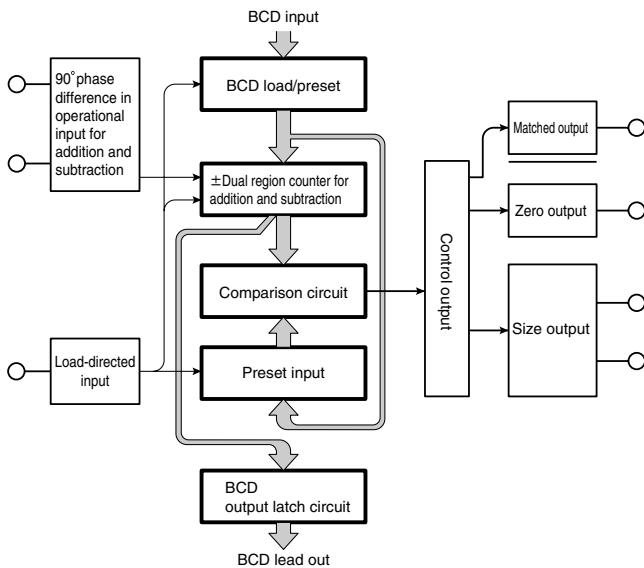 BCD input
90°phase
difference in
operational
input for
addition and
subtraction
BCD load/preset
±Dual region counter for
addition and subtraction
Comparison circuit
Load-directed
input
Preset input
BCD
output latch circuit
BCD lead out
Control output
Matched output
Zero output
Size output